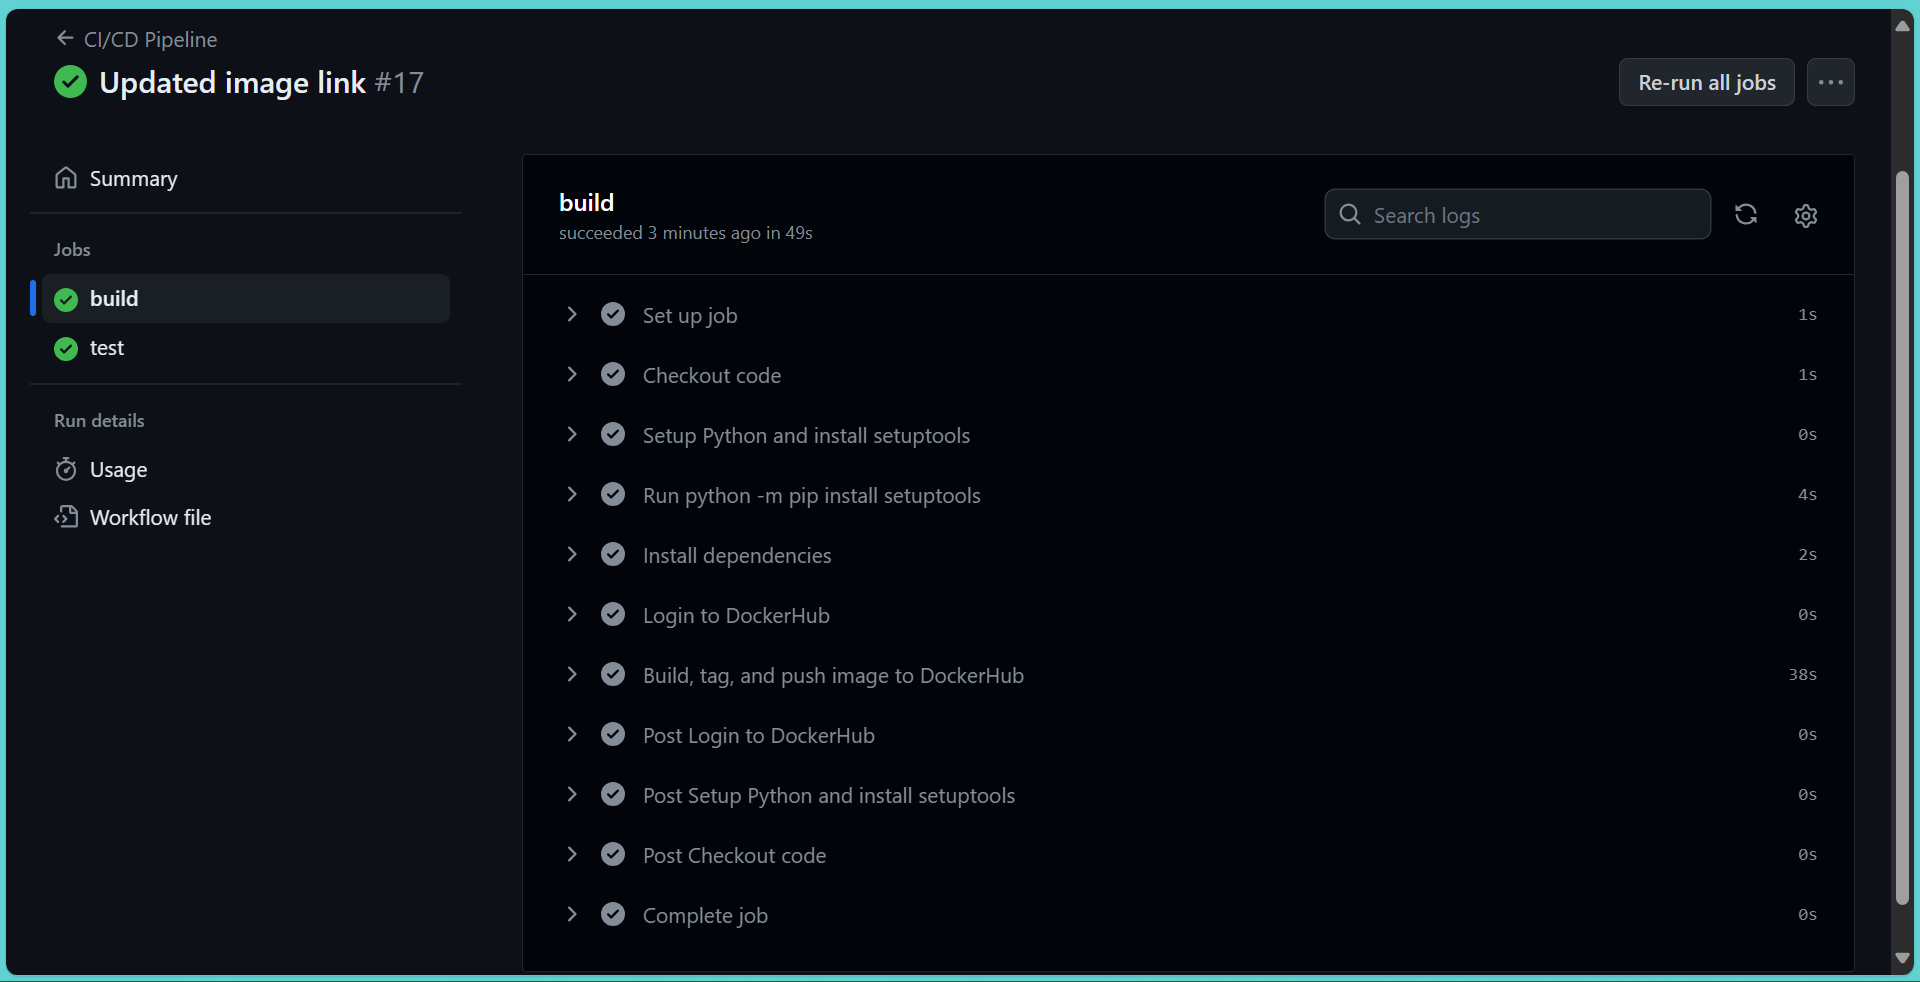 CI/CD Pipeline
Updated image link #17
Re-run all jobs
Summary
Jobs
build
test
Run details
Usage
Workflow file
build
succeeded 3 minutes ago in 49s
Search logs
Set up job 1s
Checkout code 1s
Setup Python and install setuptools 0s
Run python -m pip install setuptools 4s
Install dependencies 2s
Login to DockerHub 0s
Build, tag, and push image to DockerHub 38s
Post Login to DockerHub 0s
Post Setup Python and install setuptools 0s
Post Checkout code 0s
Complete job 0s